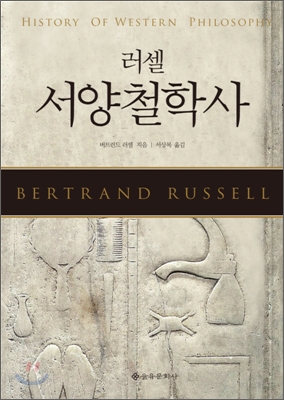 HISTORY OF WESTERN PHILOSOPHY
러셀
서양철학사
버트런드 러셀 지음 | 서상복 옮김
BERTRAND RUSSELL
을유문화사